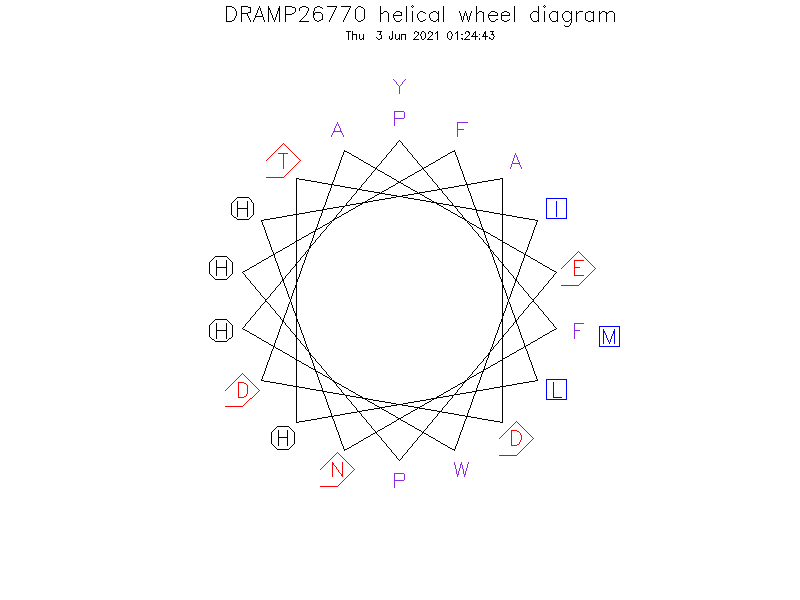 DRAMP26770 helical wheel diagram
Thu 3 Jun 2021 01:24:43
Y
P
A F
T A
H I
H E
H F M
D L
H D
N W
P